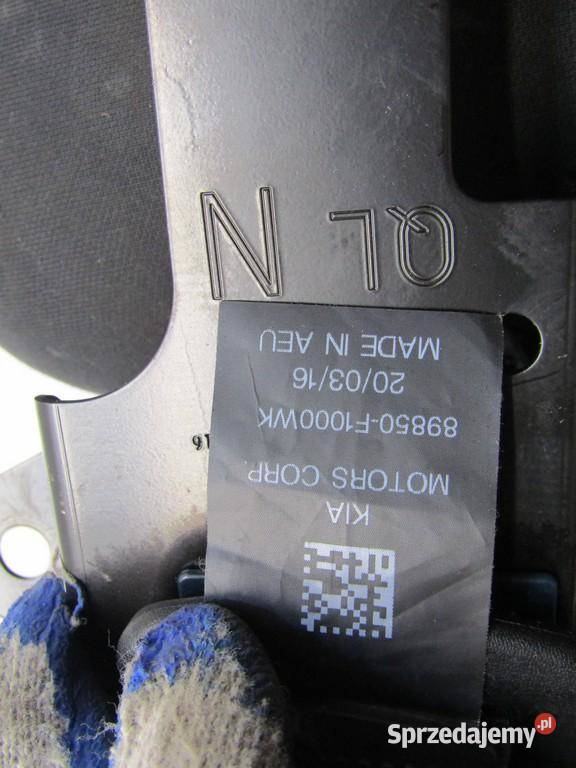 KIA
MOTORS CORP.
89850-F1000WK
20/03/16
MADE IN AEU
QL N
Sprzedajemy.pl